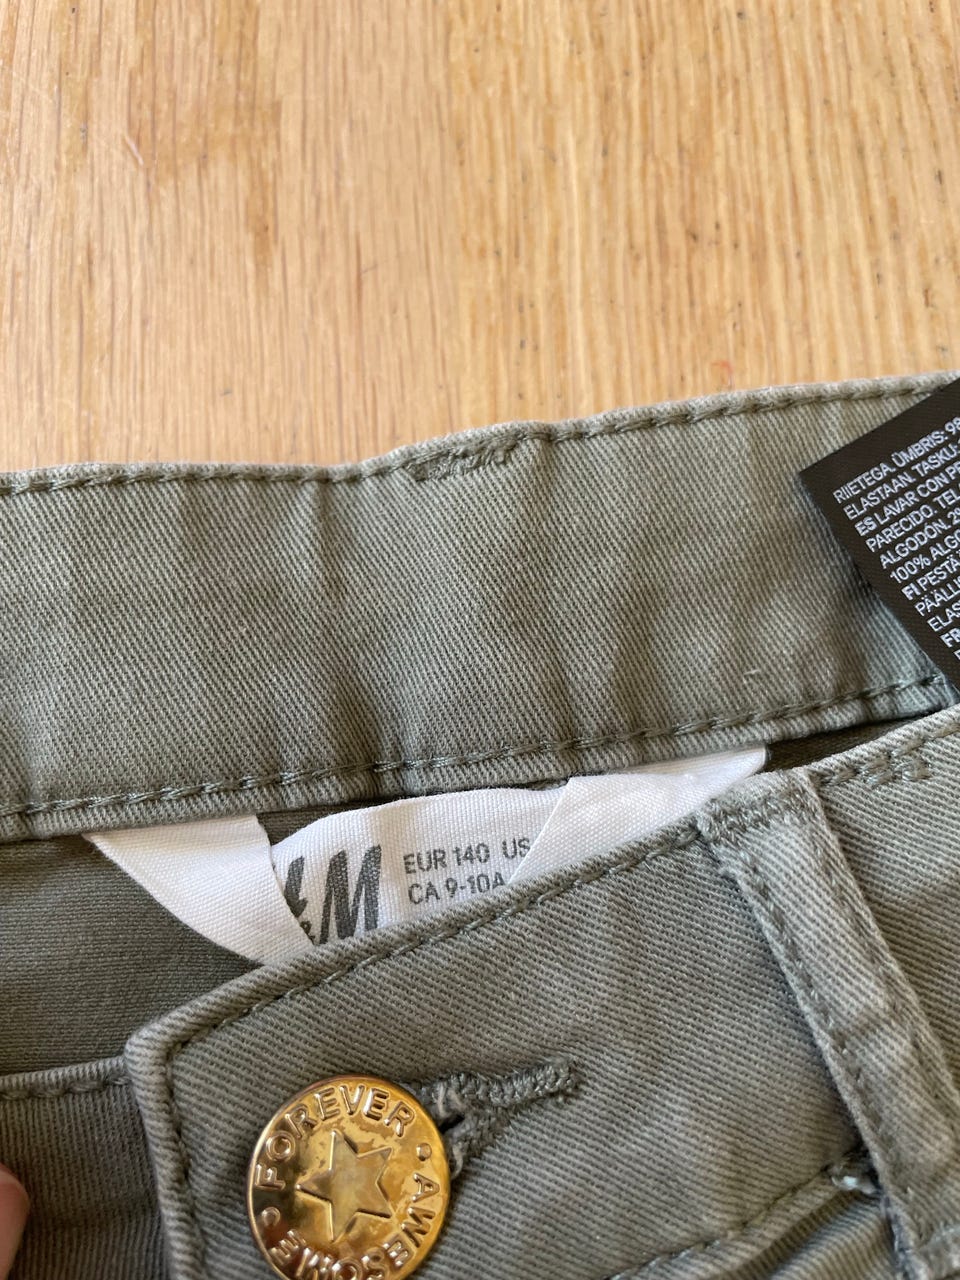 RIIETEGA. ÜMBRIS: 98
ELASTAAN. TASKU:
ES LAVAR CON
PARECIDO. TEL
ALGODÓN. 
100% ALGO
FI PESTÄ
PÄÄLLI
ELAS
FR
&M
EUR 140 US
CA 9-10A
FOREVER • AWESOME •